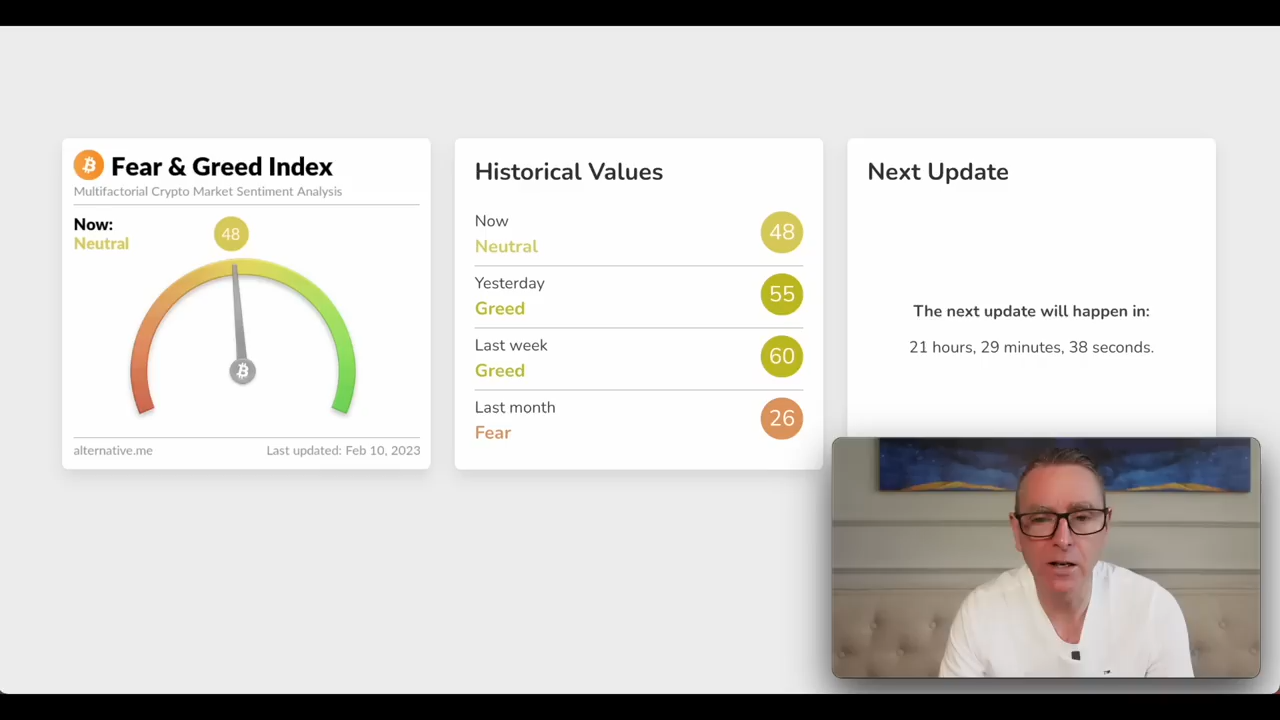 Fear & Greed Index
Multifactorial Crypto Market Sentiment Analysis
Now:
Neutral
48
alternative.me
Last updated: Feb 10, 2023
Historical Values
Now
Neutral
48
Yesterday
Greed
55
Last week
Greed
60
Last month
Fear
26
Next Update
The next update will happen in:
21 hours, 29 minutes, 38 seconds.